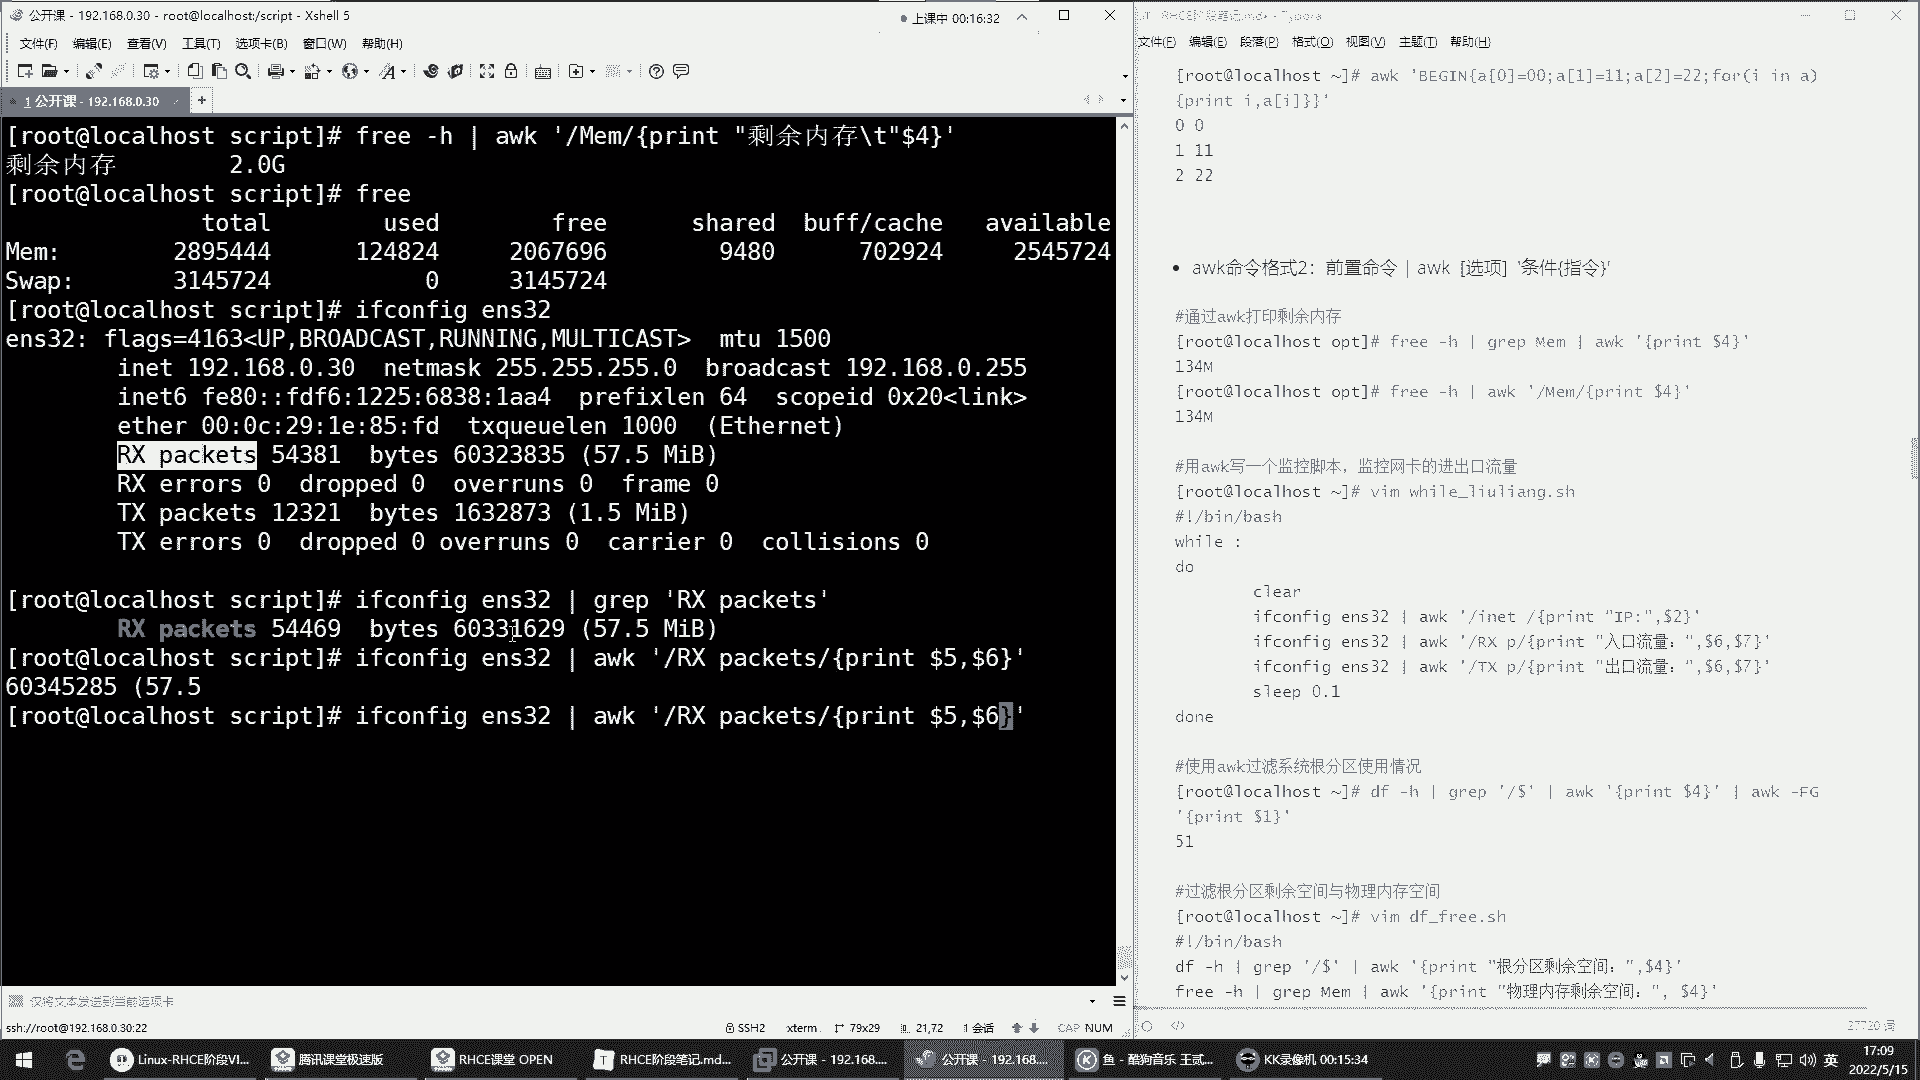 公开课 - 192.168.0.30 - root@localhost:/script - Xshell 5
上课中 00:16:32
文件(F) 编辑(E) 查看(V) 工具(T) 选项卡(B) 窗口(W) 帮助(H)
1 公开课 - 192.168.0.30
+
[root@localhost script]# free -h | awk '/Mem/{print "剩余内存\t"$4}'
剩余内存 2.0G
[root@localhost script]# free
total used free shared buff/cache available
Mem: 2895444 124824 2067696 9480 702924 2545724
Swap: 3145724 0 3145724
[root@localhost script]# ifconfig ens32
ens32: flags=4163<UP,BROADCAST,RUNNING,MULTICAST> mtu 1500
inet 192.168.0.30 netmask 255.255.255.0 broadcast 192.168.0.255
inet6 fe80::fdf6:1225:6838:1aa4 prefixlen 64 scopeid 0x20<link>
ether 00:0c:29:1e:85:fd txqueuelen 1000 (Ethernet)
RX packets 54381 bytes 60323835 (57.5 MiB)
RX errors 0 dropped 0 overruns 0 frame 0
TX packets 12321 bytes 1632873 (1.5 MiB)
TX errors 0 dropped 0 overruns 0 carrier 0 collisions 0
[root@localhost script]# ifconfig ens32 | grep 'RX packets'
RX packets 54469 bytes 60331629 (57.5 MiB)
[root@localhost script]# ifconfig ens32 | awk '/RX packets/{print $5,$6}'
60345285 (57.5
[root@localhost script]# ifconfig ens32 | awk '/RX packets/{print $5,$6}'
仅将文本发送到当前选项卡
ssh://root@192.168.0.30:22 SSH2 xterm 79x29 21,72 1 会话 CAP NUM
RHCE阶段笔记.md - Typora
文件(F) 编辑(E) 段落(P) 格式(O) 视图(V) 主题(T) 帮助(H)
[root@localhost ~]# awk 'BEGIN{a[0]=00;a[1]=11;a[2]=22;for(i in a)
{print i,a[i]}}'
0 0
1 11
2 22
• awk命令格式2：前置命令 | awk [选项] '条件{指令}'
#通过awk打印剩余内存
[root@localhost opt]# free -h | grep Mem | awk '{print $4}'
134M
[root@localhost opt]# free -h | awk '/Mem/{print $4}'
134M
#用awk写一个监控脚本，监控网卡的进出口流量
[root@localhost ~]# vim while_liuliang.sh
#!/bin/bash
while :
do
clear
ifconfig ens32 | awk '/inet /{print "IP:",$2}'
ifconfig ens32 | awk '/RX p/{print "入口流量：",$6,$7}'
ifconfig ens32 | awk '/TX p/{print "出口流量：",$6,$7}'
sleep 0.1
done
#使用awk过滤系统根分区使用情况
[root@localhost ~]# df -h | grep '/$' | awk '{print $4}' | awk -FG
'{print $1}'
51
#过滤根分区剩余空间与物理内存空间
[root@localhost ~]# vim df_free.sh
#!/bin/bash
df -h | grep '/$' | awk '{print "根分区剩余空间：",$4}'
free -h | grep Mem | awk '{print "物理内存剩余空间：", $4}'
27720 词
Linux-RHCE阶段VI... 腾讯课堂极速版 RHCE课堂 OPEN RHCE阶段笔记.md... 公开课 - 192.168.... 公开课 - 192.168.... 鱼 - 酷狗音乐 王贰... KK录像机 00:15:34 英
17:09
2022/5/15